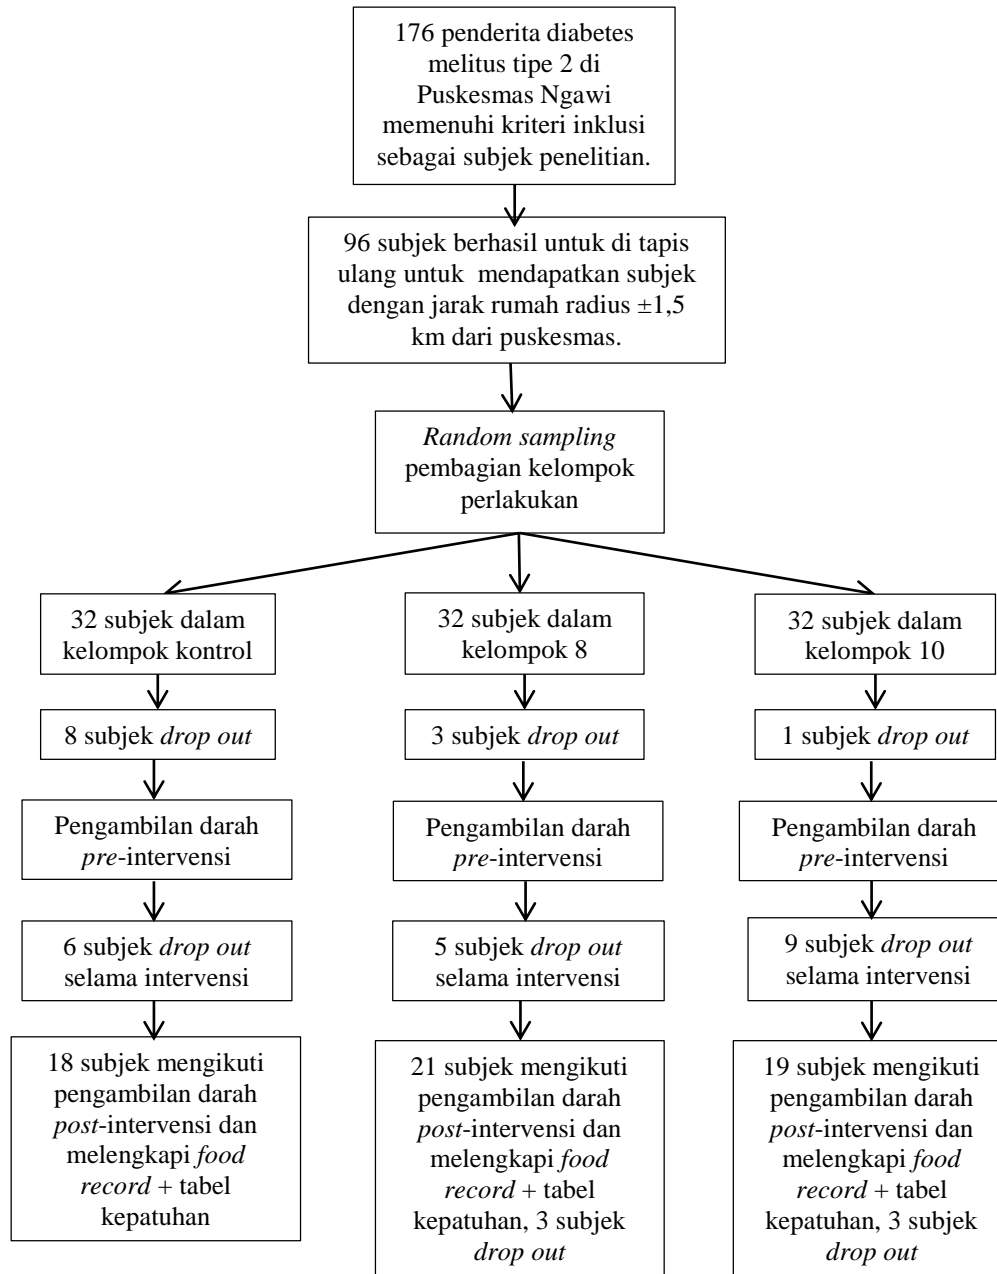 176 penderita diabetes
melitus tipe 2 di
Puskesmas Ngawi
memenuhi kriteri inklusi
sebagai subjek penelitian.
96 subjek berhasil untuk di tapis
ulang untuk mendapatkan subjek
dengan jarak rumah radius ±1,5
km dari puskesmas.
Random sampling
pembagian kelompok
perlakukan
32 subjek dalam
kelompok kontrol
8 subjek drop out
Pengambilan darah
pre-intervensi
6 subjek drop out
selama intervensi
18 subjek mengikuti
pengambilan darah
post-intervensi dan
melengkapi food
record + tabel
kepatuhan
32 subjek dalam
kelompok 8
3 subjek drop out
Pengambilan darah
pre-intervensi
5 subjek drop out
selama intervensi
21 subjek mengikuti
pengambilan darah
post-intervensi dan
melengkapi food
record + tabel
kepatuhan, 3 subjek
drop out
32 subjek dalam
kelompok 10
1 subjek drop out
Pengambilan darah
pre-intervensi
9 subjek drop out
selama intervensi
19 subjek mengikuti
pengambilan darah
post-intervensi dan
melengkapi food
record + tabel
kepatuhan, 3 subjek
drop out